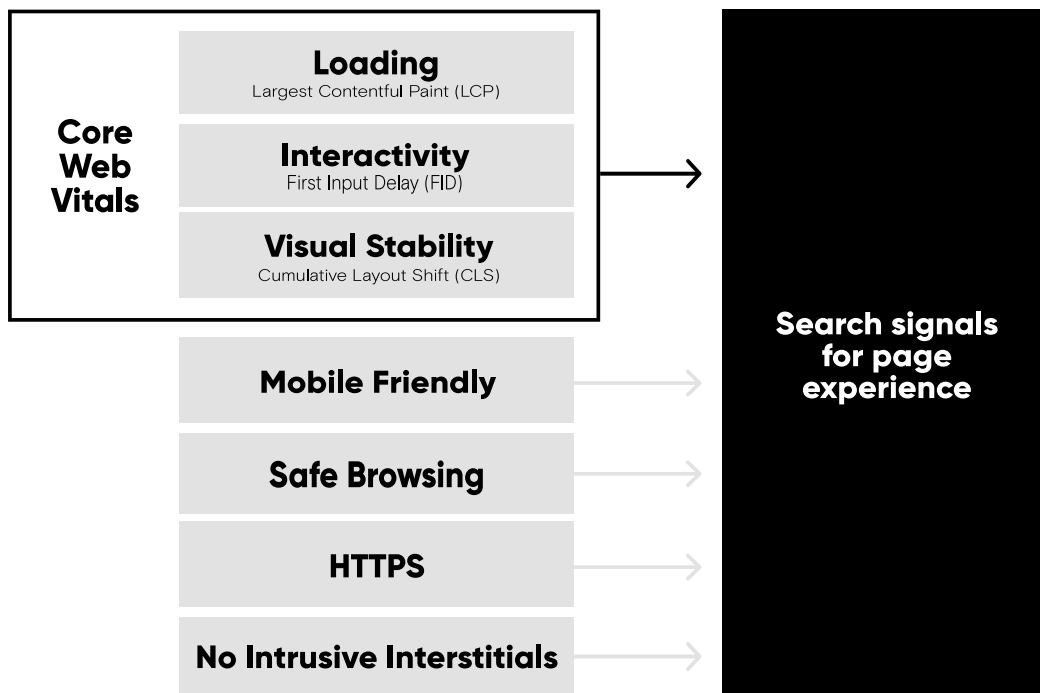 Core
Web
Vitals
Loading
Largest Contentful Paint (LCP)
Interactivity
First Input Delay (FID)
Visual Stability
Cumulative Layout Shift (CLS)
Mobile Friendly
Safe Browsing
HTTPS
No Intrusive Interstitials
Search signals
for page
experience